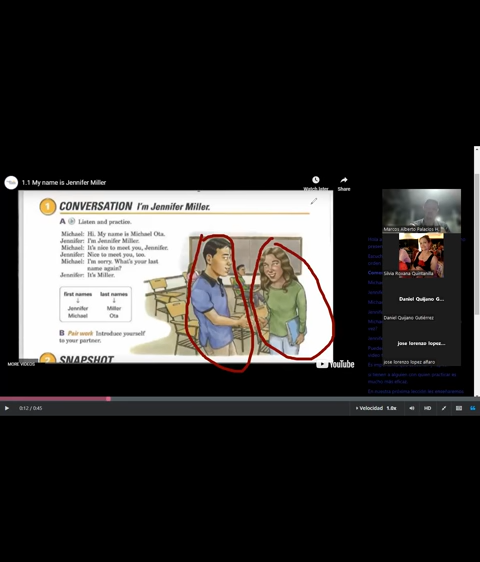 1.1 My name is Jennifer Miller
Watch later
Share
1 CONVERSATION I'm Jennifer Miller.
A Listen and practice.
Michael: Hi. My name is Michael Ota.
Jennifer: I'm Jennifer Miller.
Michael: It's nice to meet you, Jennifer.
Jennifer: Nice to meet you, too.
Michael: I'm sorry. What's your last
name again?
Jennifer: It's Miller.
first names last names
Jennifer Miller
Michael Ota
B Pair work Introduce yourself
to your partner.
2 SNAPSHOT
MORE VIDEOS
YouTube
Marcos Alberto Palacios H
Silvia Roxana Quintanilla
Daniel Quijano G...
Daniel Quijano Gutiérrez
Jose lorenzo lopez...
jose lorenzo lopez alfaro
0:12 / 0:45
Velocidad 1.0x
HD